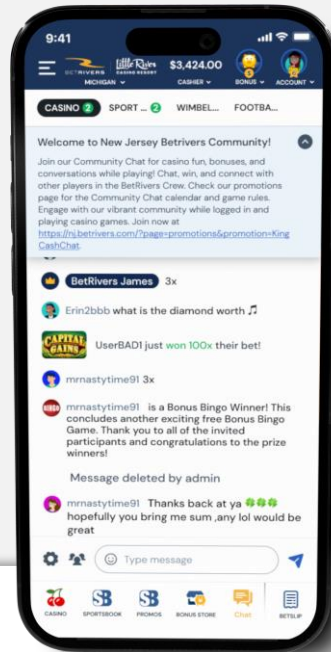 9:41
BETRIVERS
Little River
CASINO RESORT
$3,424.00
MICHIGAN
CASHIER
BONUS
ACCOUNT
CASINO 2
SPORT ... 2
WIMBEL...
FOOTBA...
Welcome to New Jersey Betrivers Community!
Join our Community Chat for casino fun, bonuses, and
conversations while playing! Chat, win, and connect with
other players in the BetRivers Crew. Check our promotions
page for the Community Chat calendar and game rules.
Engage with our vibrant community while logged in and
playing casino games. Join now at
https://nj.betrivers.com/?page=promotions&promotion=King
CashChat.
BetRivers James 3x
Erin2bbb what is the diamond worth 🎵
CAPITAL
GAINS
UserBAD1 just won 100x their bet!
mrnastytime91 3x
BINGO
mrnastytime91 is a Bonus Bingo Winner! This
concludes another exciting free Bonus Bingo
Game. Thank you to all of the invited
participants and congratulations to the prize
winners!
Message deleted by admin
mrnastytime91 Thanks back at ya 🍀🍀🍀
hopefully you bring me sum ,any lol would be
great
Type message
CASINO
SB
SPORTSBOOK
SB
PROMOS
BONUS STORE
Chat
BETSLIP